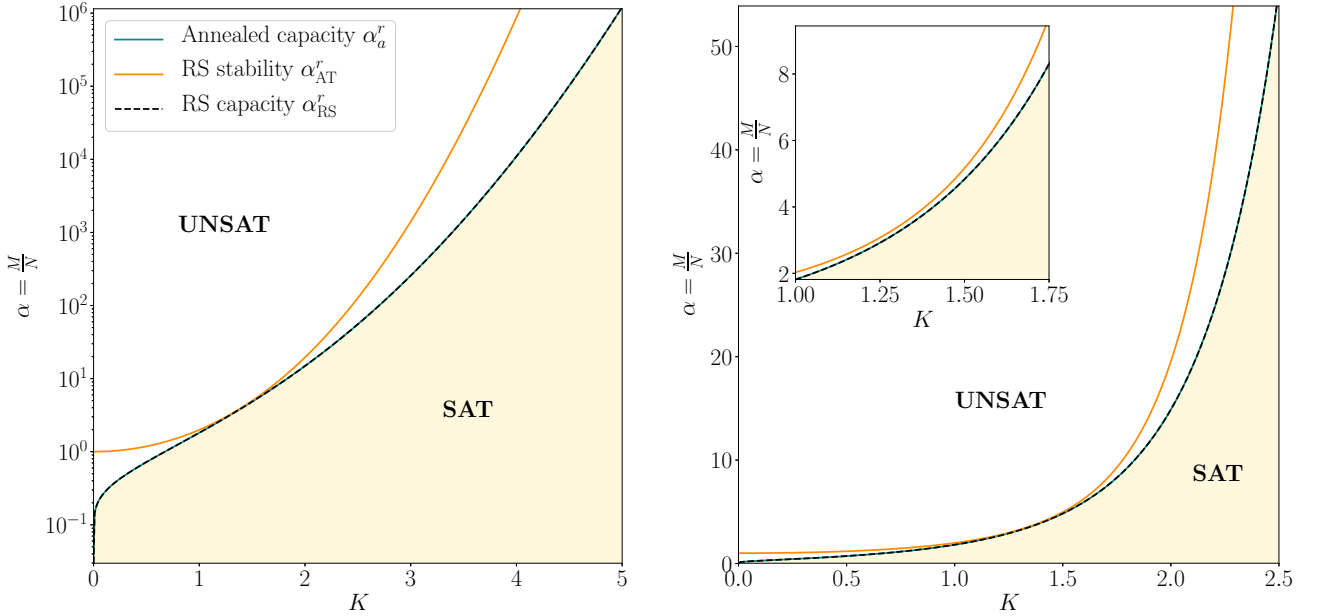 Annealed capacity α^r_a
RS stability α^r_AT
RS capacity α^r_RS
UNSAT
SAT
10^6
10^5
10^4
10^3
10^2
10^1
10^0
10^−1
α = M/N
0
1
2
3
4
5
K
50
40
30
20
10
0
α = M/N
UNSAT
SAT
0.0
0.5
1.0
1.5
2.0
2.5
K
8
6
4
2
α = M/N
1.00
1.25
1.50
1.75
K